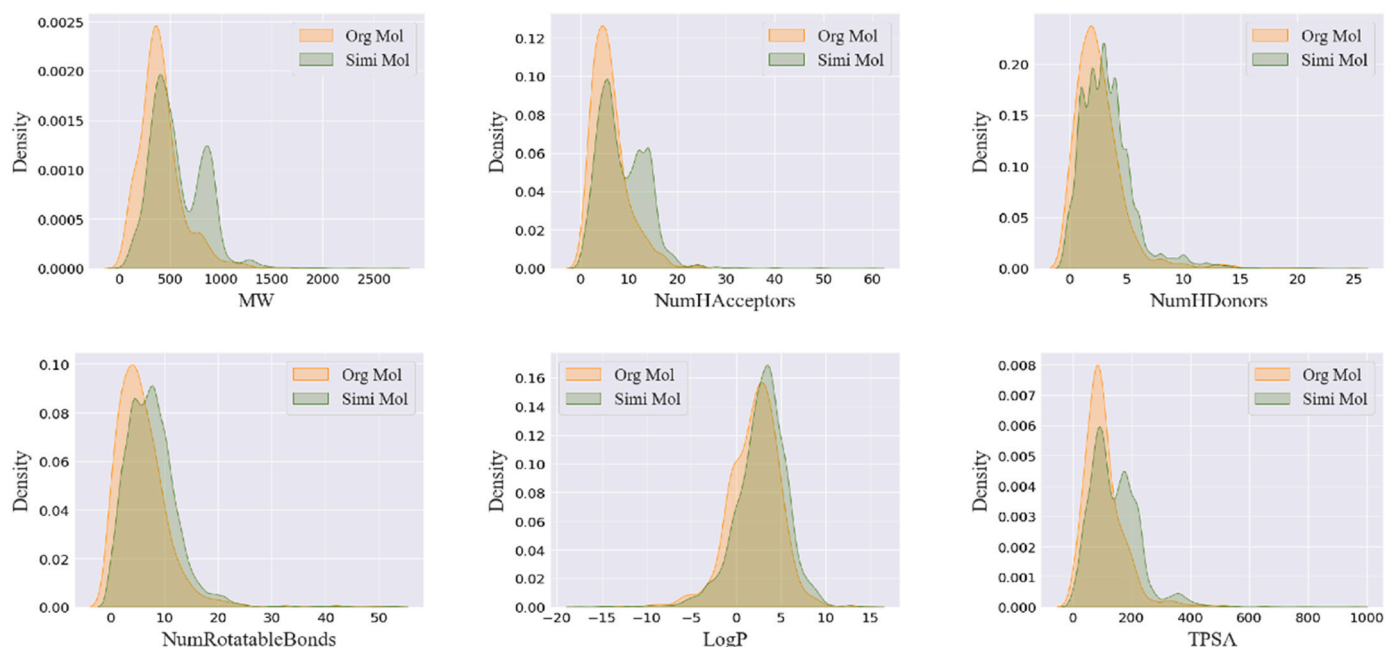 Org Mol
Simi Mol
Density
0.0025
0.0020
0.0015
0.0010
0.0005
0.0000
0 500 1000 1500 2000 2500
MW
Org Mol
Simi Mol
Density
0.12
0.10
0.08
0.06
0.04
0.02
0.00
0 10 20 30 40 50 60
NumHAcceptors
Org Mol
Simi Mol
Density
0.20
0.15
0.10
0.05
0.00
0 5 10 15 20 25
NumHDonors
Org Mol
Simi Mol
Density
0.10
0.08
0.06
0.04
0.02
0.00
0 10 20 30 40 50
NumRotatableBonds
Org Mol
Simi Mol
Density
0.16
0.14
0.12
0.10
0.08
0.06
0.04
0.02
0.00
−20 −15 −10 −5 0 5 10 15
LogP
Org Mol
Simi Mol
Density
0.008
0.007
0.006
0.005
0.004
0.003
0.002
0.001
0.000
0 200 400 600 800 1000
TPSA